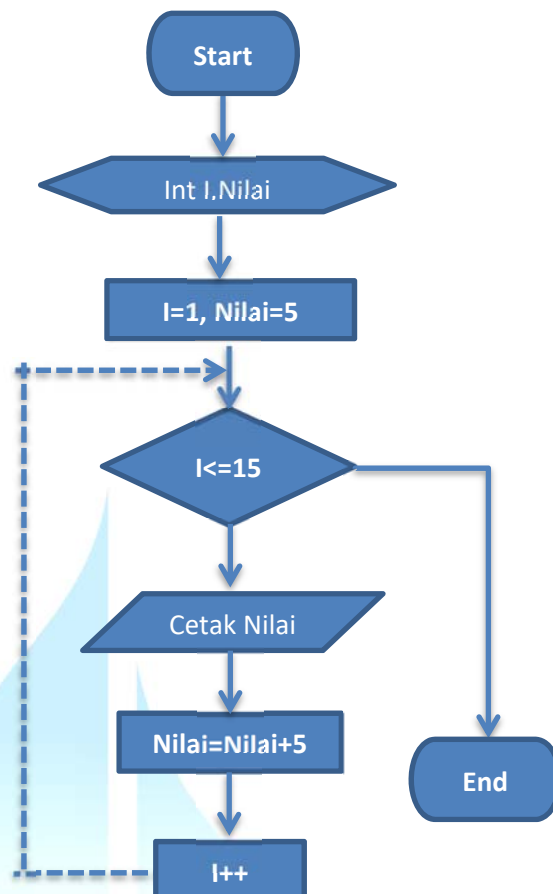 Start
Int I,Nilai
I=1, Nilai=5
I<=15
Cetak Nilai
Nilai=Nilai+5
End
I++